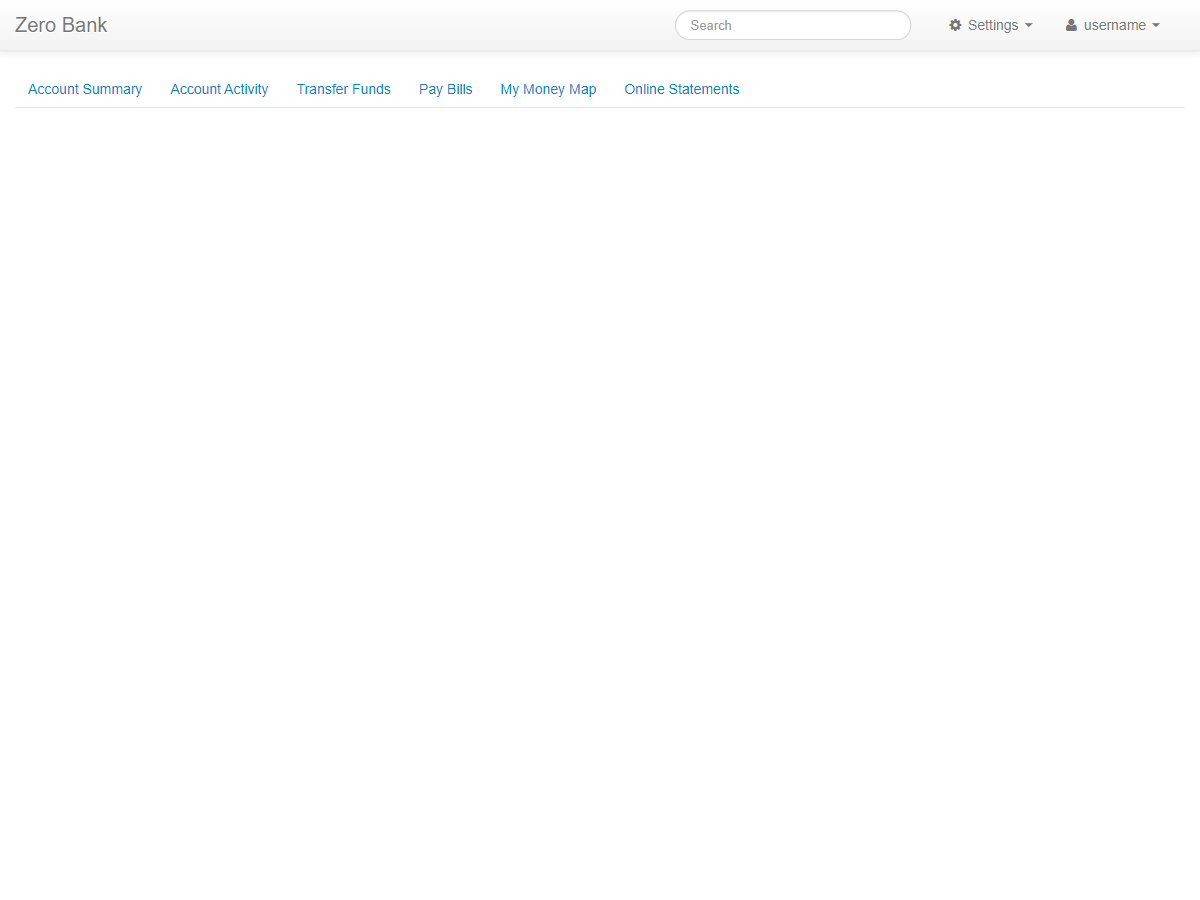 Zero Bank
Search
Settings
username
Account Summary
Account Activity
Transfer Funds
Pay Bills
My Money Map
Online Statements